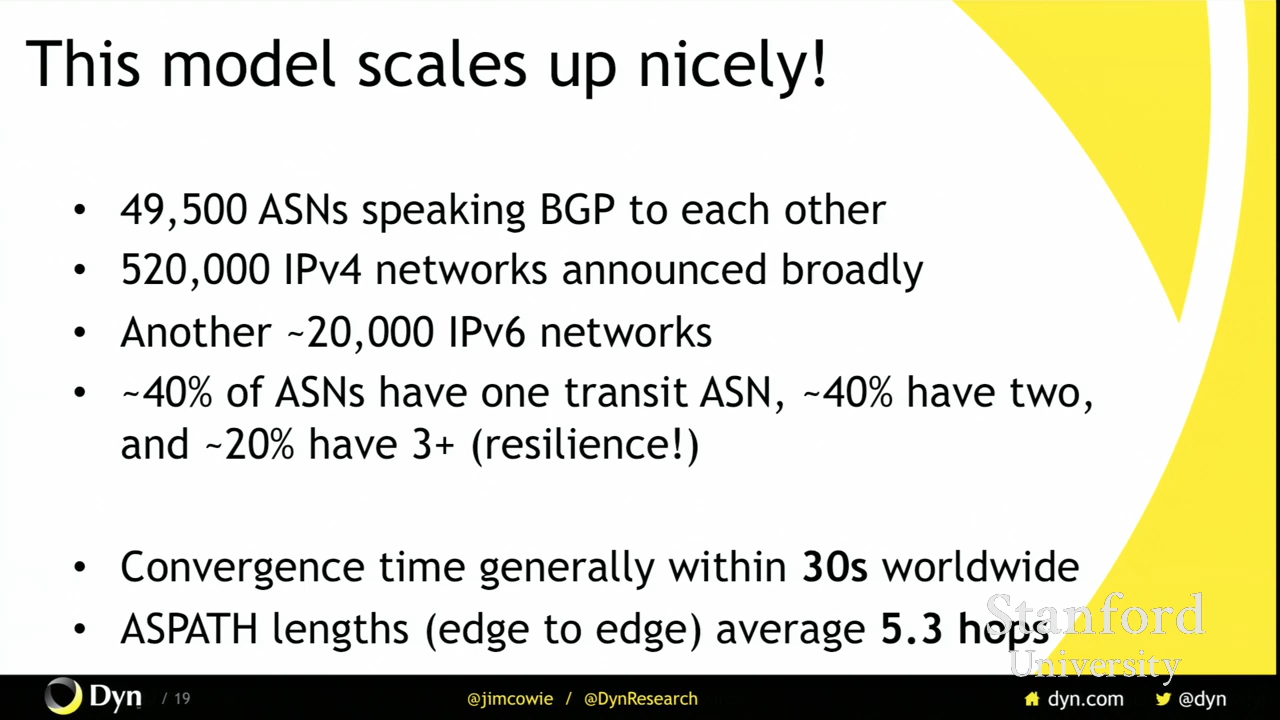 This model scales up nicely!
• 49,500 ASNs speaking BGP to each other
• 520,000 IPv4 networks announced broadly
• Another ~20,000 IPv6 networks
• ~40% of ASNs have one transit ASN, ~40% have two,
and ~20% have 3+ (resilience!)
• Convergence time generally within 30s worldwide
• ASPATH lengths (edge to edge) average 5.3 hops
Stanford
University
Dyn / 19 @jimcowie / @DynResearch dyn.com @dyn